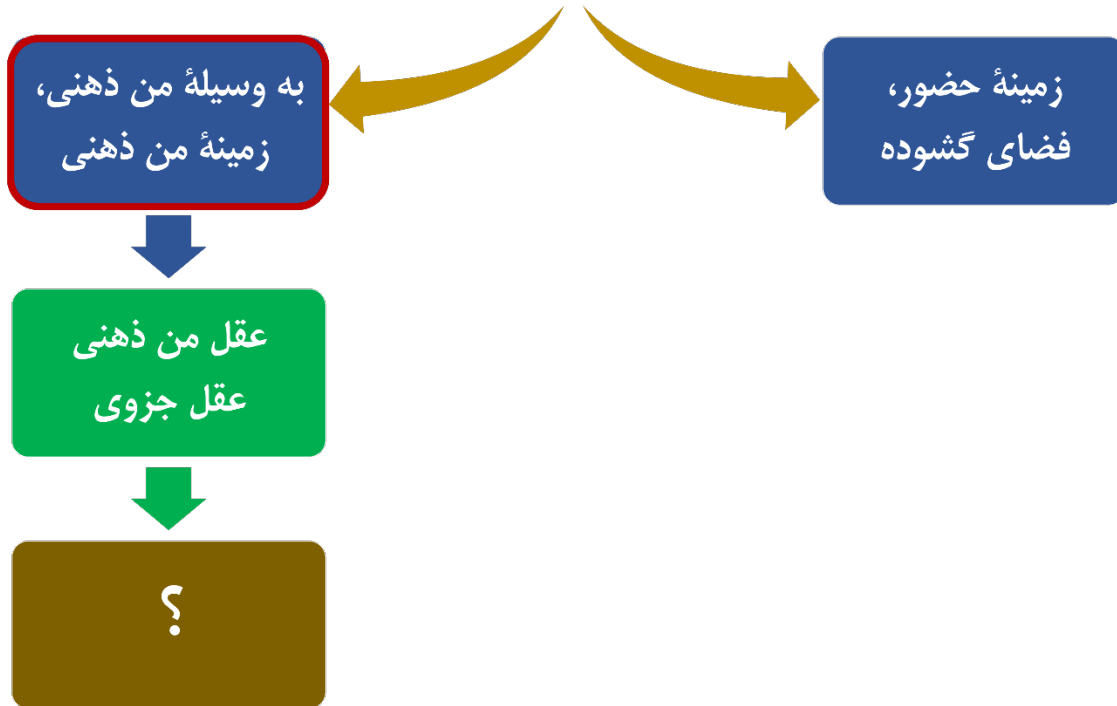 زمینهٔ حضور،
فضای گشوده
به وسیلهٔ من ذهنی،
زمینهٔ من ذهنی
عقل من ذهنی
عقل جزوی
؟